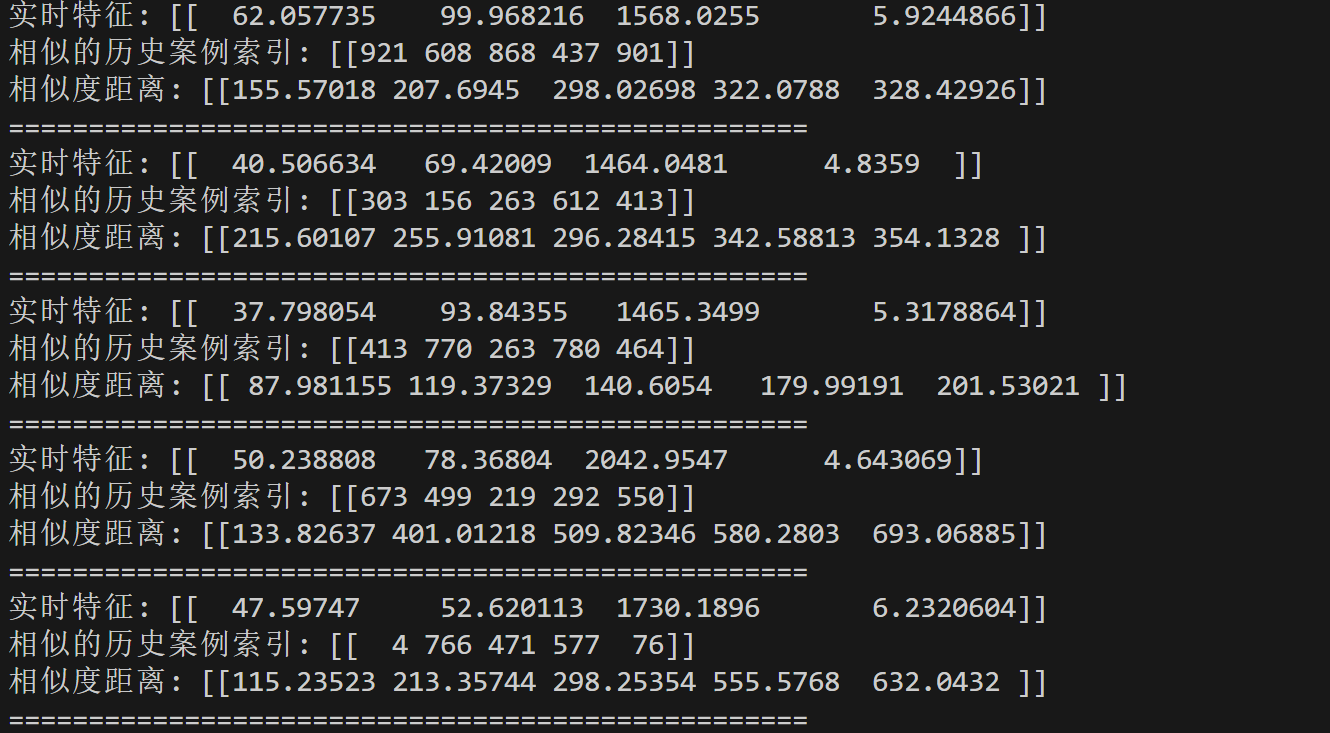 实时特征: [[  62.057735    99.968216  1568.0255       5.9244866]]
相似的历史案例索引: [[921 608 868 437 901]]
相似度距离: [[155.57018 207.6945  298.02698 322.0788  328.42926]]
==================================================
实时特征: [[  40.506634   69.42009  1464.0481      4.8359  ]]
相似的历史案例索引: [[303 156 263 612 413]]
相似度距离: [[215.60107 255.91081 296.28415 342.58813 354.1328 ]]
==================================================
实时特征: [[  37.798054    93.84355   1465.3499       5.3178864]]
相似的历史案例索引: [[413 770 263 780 464]]
相似度距离: [[ 87.981155 119.37329  140.6054   179.99191  201.53021 ]]
==================================================
实时特征: [[  50.238808   78.36804  2042.9547      4.643069]]
相似的历史案例索引: [[673 499 219 292 550]]
相似度距离: [[133.82637 401.01218 509.82346 580.2803  693.06885]]
==================================================
实时特征: [[  47.59747     52.620113  1730.1896       6.2320604]]
相似的历史案例索引: [[  4 766 471 577  76]]
相似度距离: [[115.23523 213.35744 298.25354 555.5768  632.0432 ]]
==================================================